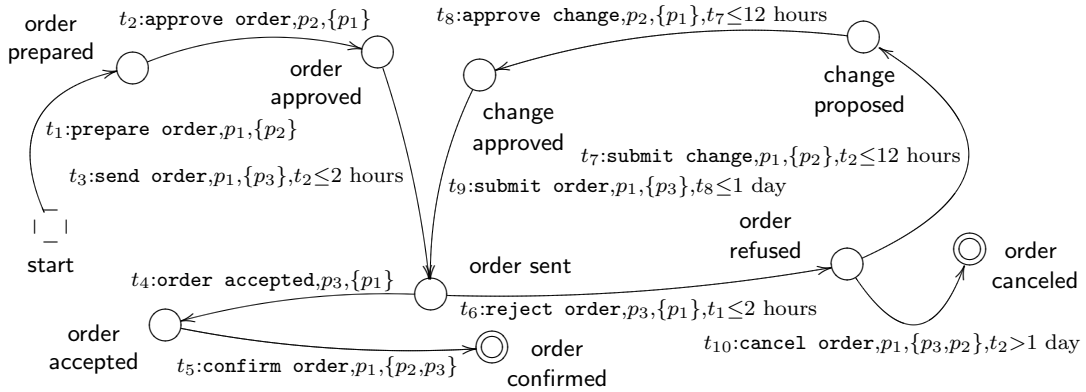 t₂:approve order,p₂,{p₁}
t₈:approve change,p₂,{p₁},t₇≤12 hours
order
prepared
order
approved
change
approved
change
proposed
t₁:prepare order,p₁,{p₂}
t₇:submit change,p₁,{p₂},t₂≤12 hours
t₃:send order,p₁,{p₃},t₂≤2 hours
t₉:submit order,p₁,{p₃},t₈≤1 day
start
order
refused
order
canceled
order sent
t₄:order accepted,p₃,{p₁}
t₆:reject order,p₃,{p₁},t₁≤2 hours
order
accepted
t₁₀:cancel order,p₁,{p₃,p₂},t₂>1 day
t₅:confirm order,p₁,{p₂,p₃}
order
confirmed